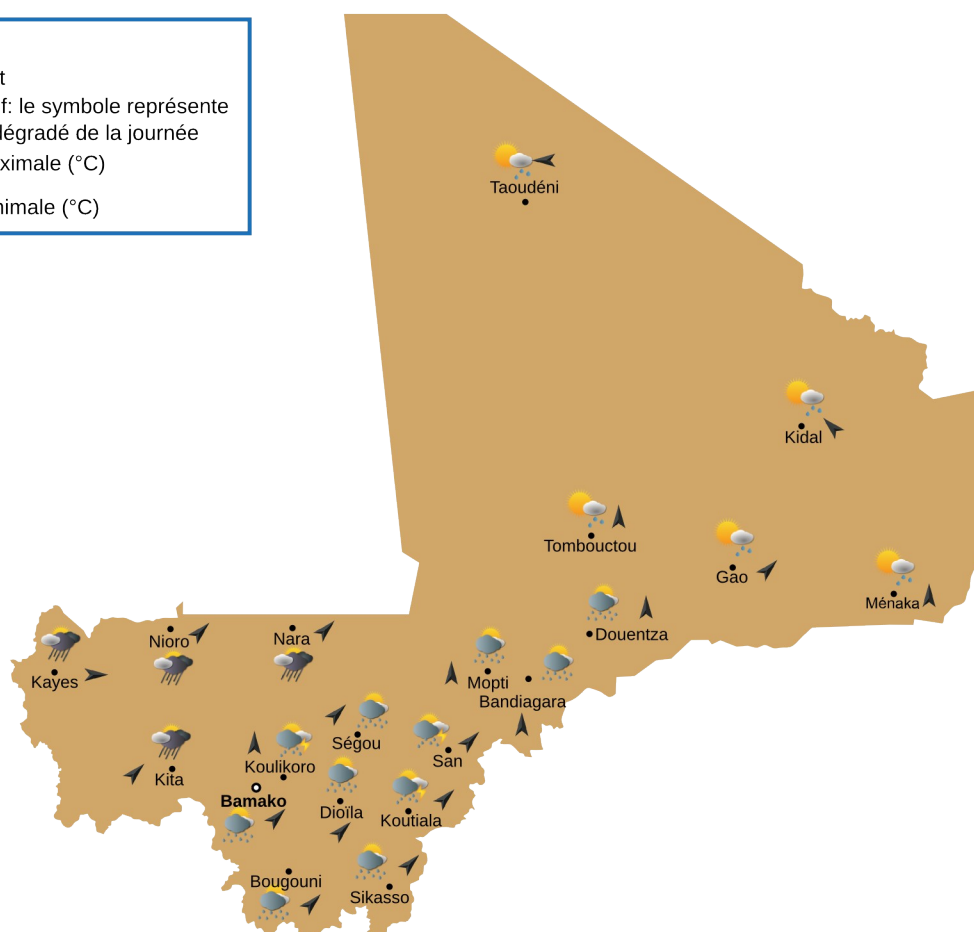 t
f: le symbole représente
légradé de la journée
ximale (°C)
nimale (°C)
Taoudéni
Kidal
Tombouctou
Gao
Ménaka
Douentza
Nioro
Nara
Kayes
Mopti
Bandiagara
Ségou
San
Koulikoro
Kita
Bamako
Dioïla
Koutiala
Bougouni
Sikasso